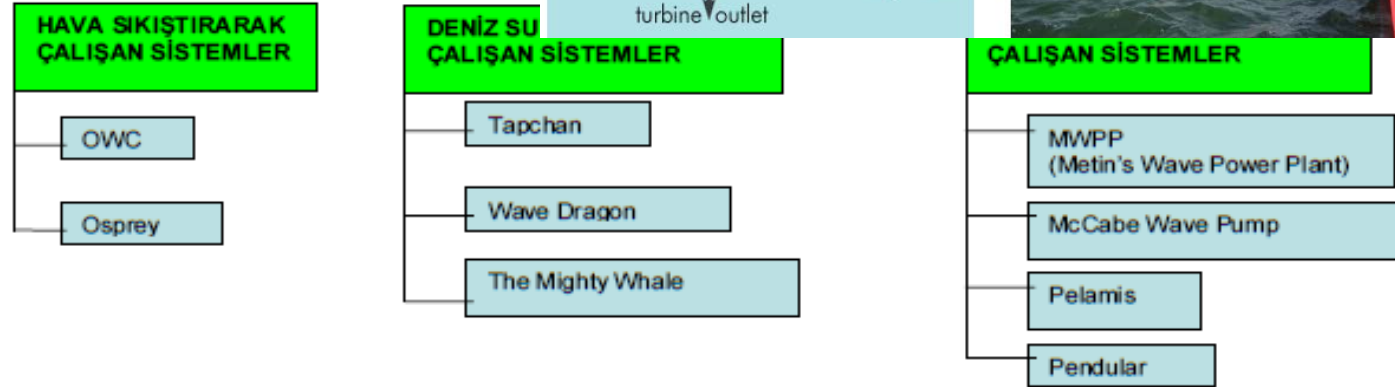 HAVA SIKIŞTIRARAK
ÇALIŞAN SİSTEMLER
OWC
Osprey
turbine outlet
DENİZ SU
ÇALIŞAN SİSTEMLER
Tapchan
Wave Dragon
The Mighty Whale
ÇALIŞAN SİSTEMLER
MWPP
(Metin's Wave Power Plant)
McCabe Wave Pump
Pelamis
Pendular